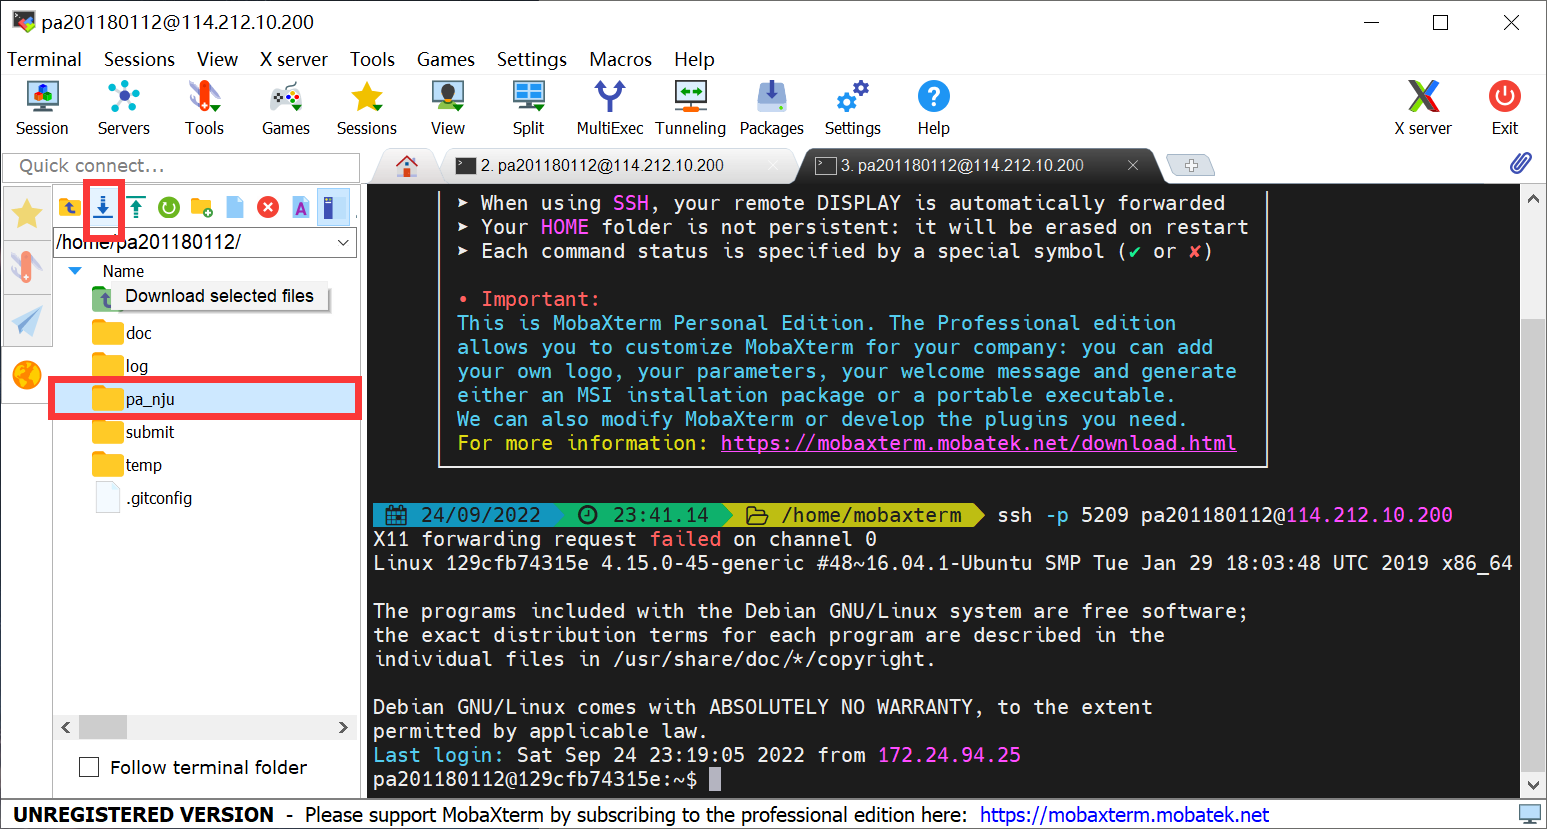 pa201180112@114.212.10.200
Terminal Sessions View X server Tools Games Settings Macros Help
Session Servers Tools Games Sessions View Split MultiExec Tunneling Packages Settings Help X server Exit
Quick connect...
2. pa201180112@114.212.10.200
3. pa201180112@114.212.10.200
/home/pa201180112/
Name
Download selected files
doc
log
pa_nju
submit
temp
.gitconfig
Follow terminal folder
➤ When using SSH, your remote DISPLAY is automatically forwarded
➤ Your HOME folder is not persistent: it will be erased on restart
➤ Each command status is specified by a special symbol (✔ or ✘)
• Important:
This is MobaXterm Personal Edition. The Professional edition
allows you to customize MobaXterm for your company: you can add
your own logo, your parameters, your welcome message and generate
either an MSI installation package or a portable executable.
We can also modify MobaXterm or develop the plugins you need.
For more information: https://mobaxterm.mobatek.net/download.html
24/09/2022 23:41.14 /home/mobaxterm ssh -p 5209 pa201180112@114.212.10.200
X11 forwarding request failed on channel 0
Linux 129cfb74315e 4.15.0-45-generic #48~16.04.1-Ubuntu SMP Tue Jan 29 18:03:48 UTC 2019 x86_64
The programs included with the Debian GNU/Linux system are free software;
the exact distribution terms for each program are described in the
individual files in /usr/share/doc/*/copyright.
Debian GNU/Linux comes with ABSOLUTELY NO WARRANTY, to the extent
permitted by applicable law.
Last login: Sat Sep 24 23:19:05 2022 from 172.24.94.25
pa201180112@129cfb74315e:~$
UNREGISTERED VERSION - Please support MobaXterm by subscribing to the professional edition here: https://mobaxterm.mobatek.net